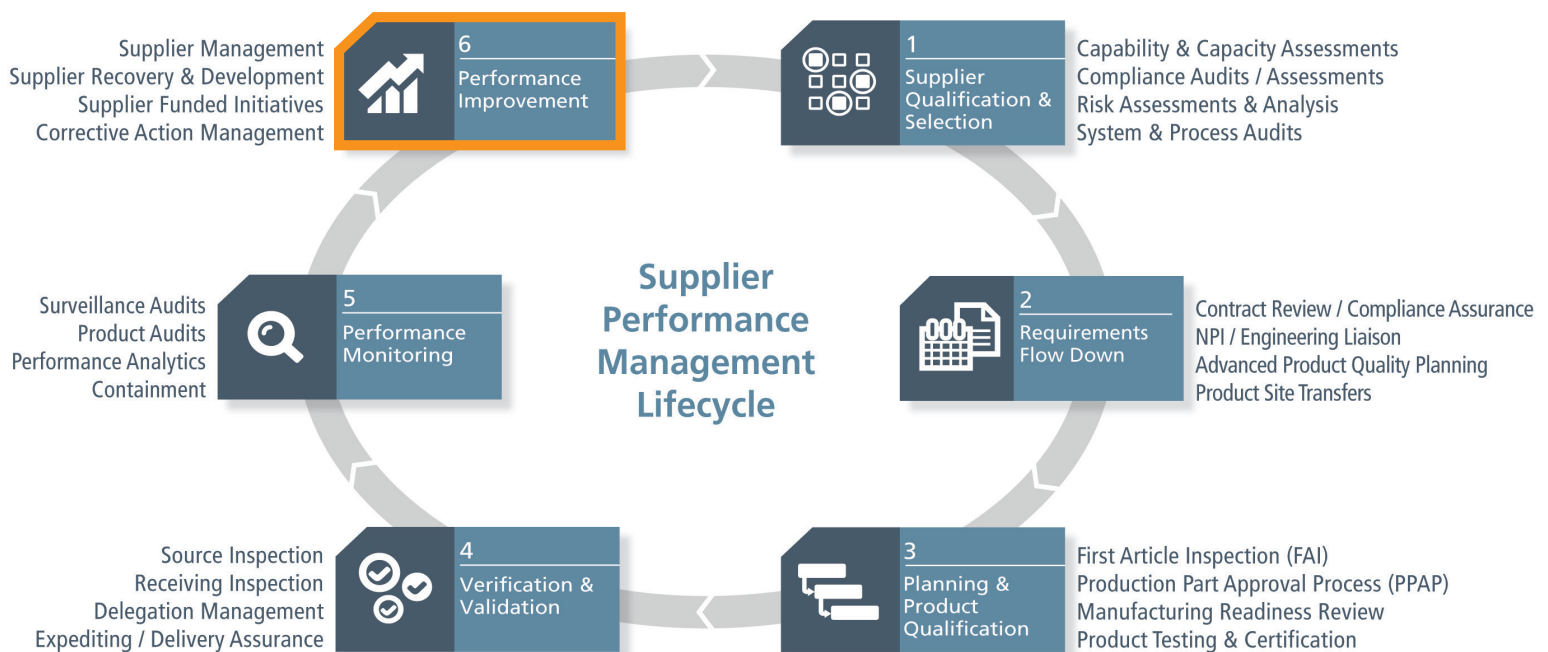 Supplier Management
Supplier Recovery & Development
Supplier Funded Initiatives
Corrective Action Management
6
Performance
Improvement
1
Supplier
Qualification &
Selection
Capability & Capacity Assessments
Compliance Audits / Assessments
Risk Assessments & Analysis
System & Process Audits
Surveillance Audits
Product Audits
Performance Analytics
Containment
5
Performance
Monitoring
Supplier
Performance
Management
Lifecycle
2
Requirements
Flow Down
Contract Review / Compliance Assurance
NPI / Engineering Liaison
Advanced Product Quality Planning
Product Site Transfers
Source Inspection
Receiving Inspection
Delegation Management
Expediting / Delivery Assurance
4
Verification &
Validation
3
Planning &
Product
Qualification
First Article Inspection (FAI)
Production Part Approval Process (PPAP)
Manufacturing Readiness Review
Product Testing & Certification